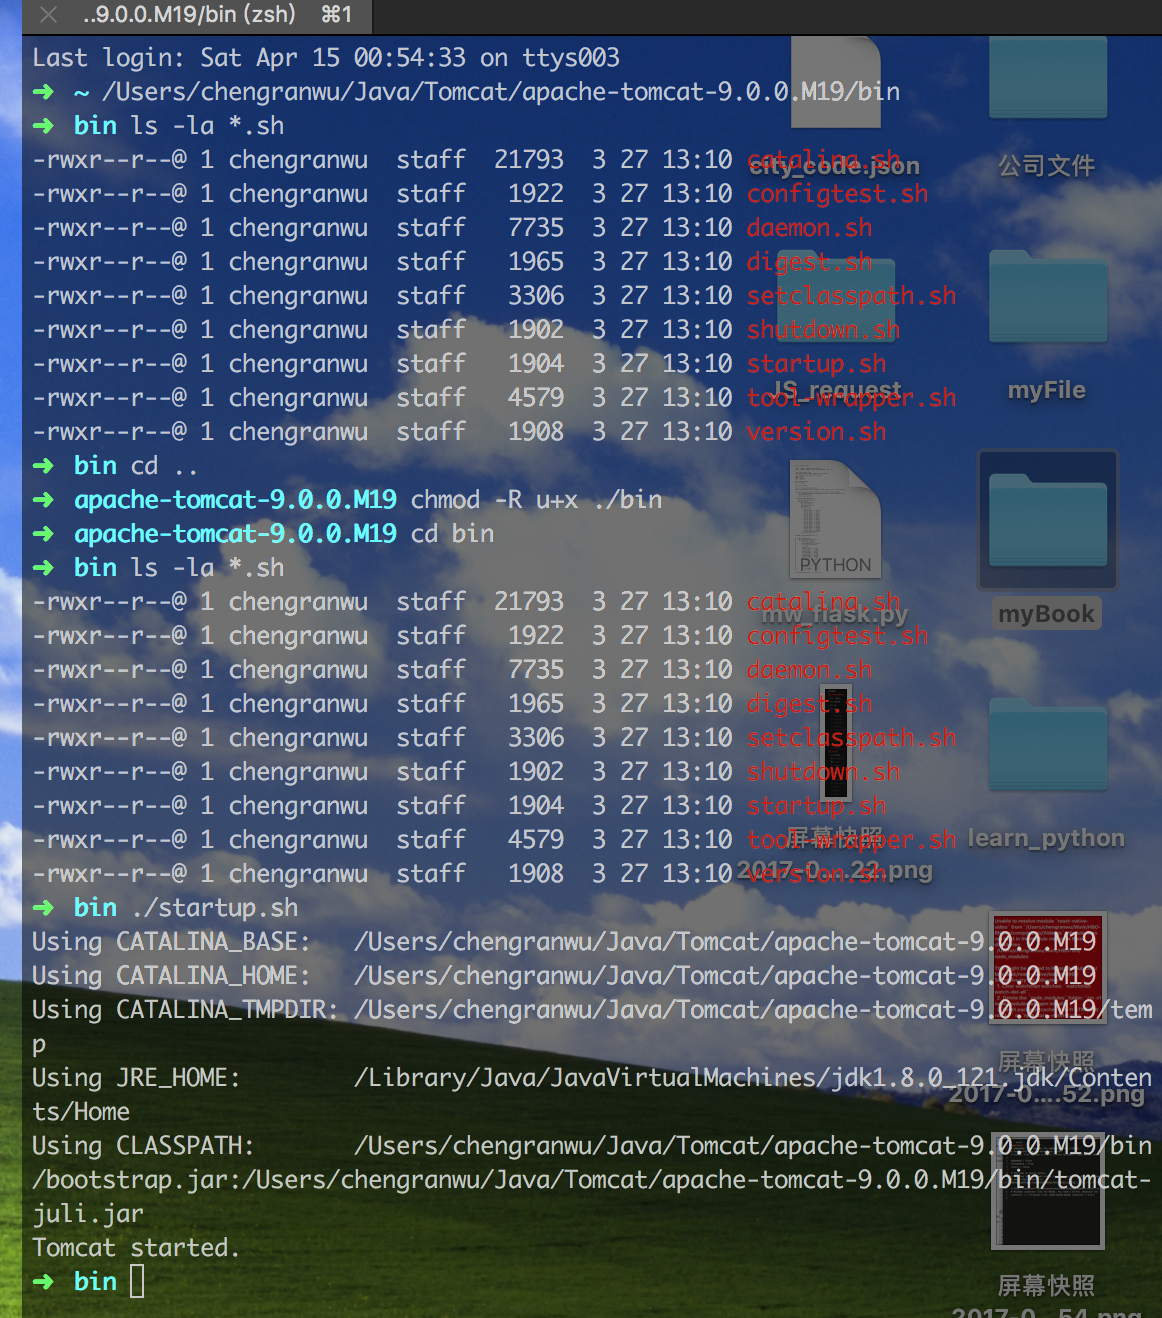 ..9.0.0.M19/bin (zsh) ⌘1
Last login: Sat Apr 15 00:54:33 on ttys003
➜ ~ /Users/chengranwu/Java/Tomcat/apache-tomcat-9.0.0.M19/bin
➜ bin ls -la *.sh
-rwxr--r--@ 1 chengranwu staff 21793 3 27 13:10 catalina.sh
-rwxr--r--@ 1 chengranwu staff 1922 3 27 13:10 configtest.sh
-rwxr--r--@ 1 chengranwu staff 7735 3 27 13:10 daemon.sh
-rwxr--r--@ 1 chengranwu staff 1965 3 27 13:10 digest.sh
-rwxr--r--@ 1 chengranwu staff 3306 3 27 13:10 setclasspath.sh
-rwxr--r--@ 1 chengranwu staff 1902 3 27 13:10 shutdown.sh
-rwxr--r--@ 1 chengranwu staff 1904 3 27 13:10 startup.sh
-rwxr--r--@ 1 chengranwu staff 4579 3 27 13:10 tool-wrapper.sh
-rwxr--r--@ 1 chengranwu staff 1908 3 27 13:10 version.sh
➜ bin cd ..
➜ apache-tomcat-9.0.0.M19 chmod -R u+x ./bin
➜ apache-tomcat-9.0.0.M19 cd bin
➜ bin ls -la *.sh
-rwxr--r--@ 1 chengranwu staff 21793 3 27 13:10 catalina.sh
-rwxr--r--@ 1 chengranwu staff 1922 3 27 13:10 configtest.sh
-rwxr--r--@ 1 chengranwu staff 7735 3 27 13:10 daemon.sh
-rwxr--r--@ 1 chengranwu staff 1965 3 27 13:10 digest.sh
-rwxr--r--@ 1 chengranwu staff 3306 3 27 13:10 setclasspath.sh
-rwxr--r--@ 1 chengranwu staff 1902 3 27 13:10 shutdown.sh
-rwxr--r--@ 1 chengranwu staff 1904 3 27 13:10 startup.sh
-rwxr--r--@ 1 chengranwu staff 4579 3 27 13:10 tool-wrapper.sh
-rwxr--r--@ 1 chengranwu staff 1908 3 27 13:10 version.sh
➜ bin ./startup.sh
Using CATALINA_BASE: /Users/chengranwu/Java/Tomcat/apache-tomcat-9.0.0.M19
Using CATALINA_HOME: /Users/chengranwu/Java/Tomcat/apache-tomcat-9.0.0.M19
Using CATALINA_TMPDIR: /Users/chengranwu/Java/Tomcat/apache-tomcat-9.0.0.M19/tem
p
Using JRE_HOME: /Library/Java/JavaVirtualMachines/jdk1.8.0_121.jdk/Conten
ts/Home
Using CLASSPATH: /Users/chengranwu/Java/Tomcat/apache-tomcat-9.0.0.M19/bin
/bootstrap.jar:/Users/chengranwu/Java/Tomcat/apache-tomcat-9.0.0.M19/bin/tomcat-
juli.jar
Tomcat started.
➜ bin
city_code.json
公司文件
JS_request
myFile
PYTHON
mw_flask.py
myBook
屏幕快照
2017-0....22.png
learn_python
屏幕快照
2017-0....52.png
屏幕快照
2017-0...54.png